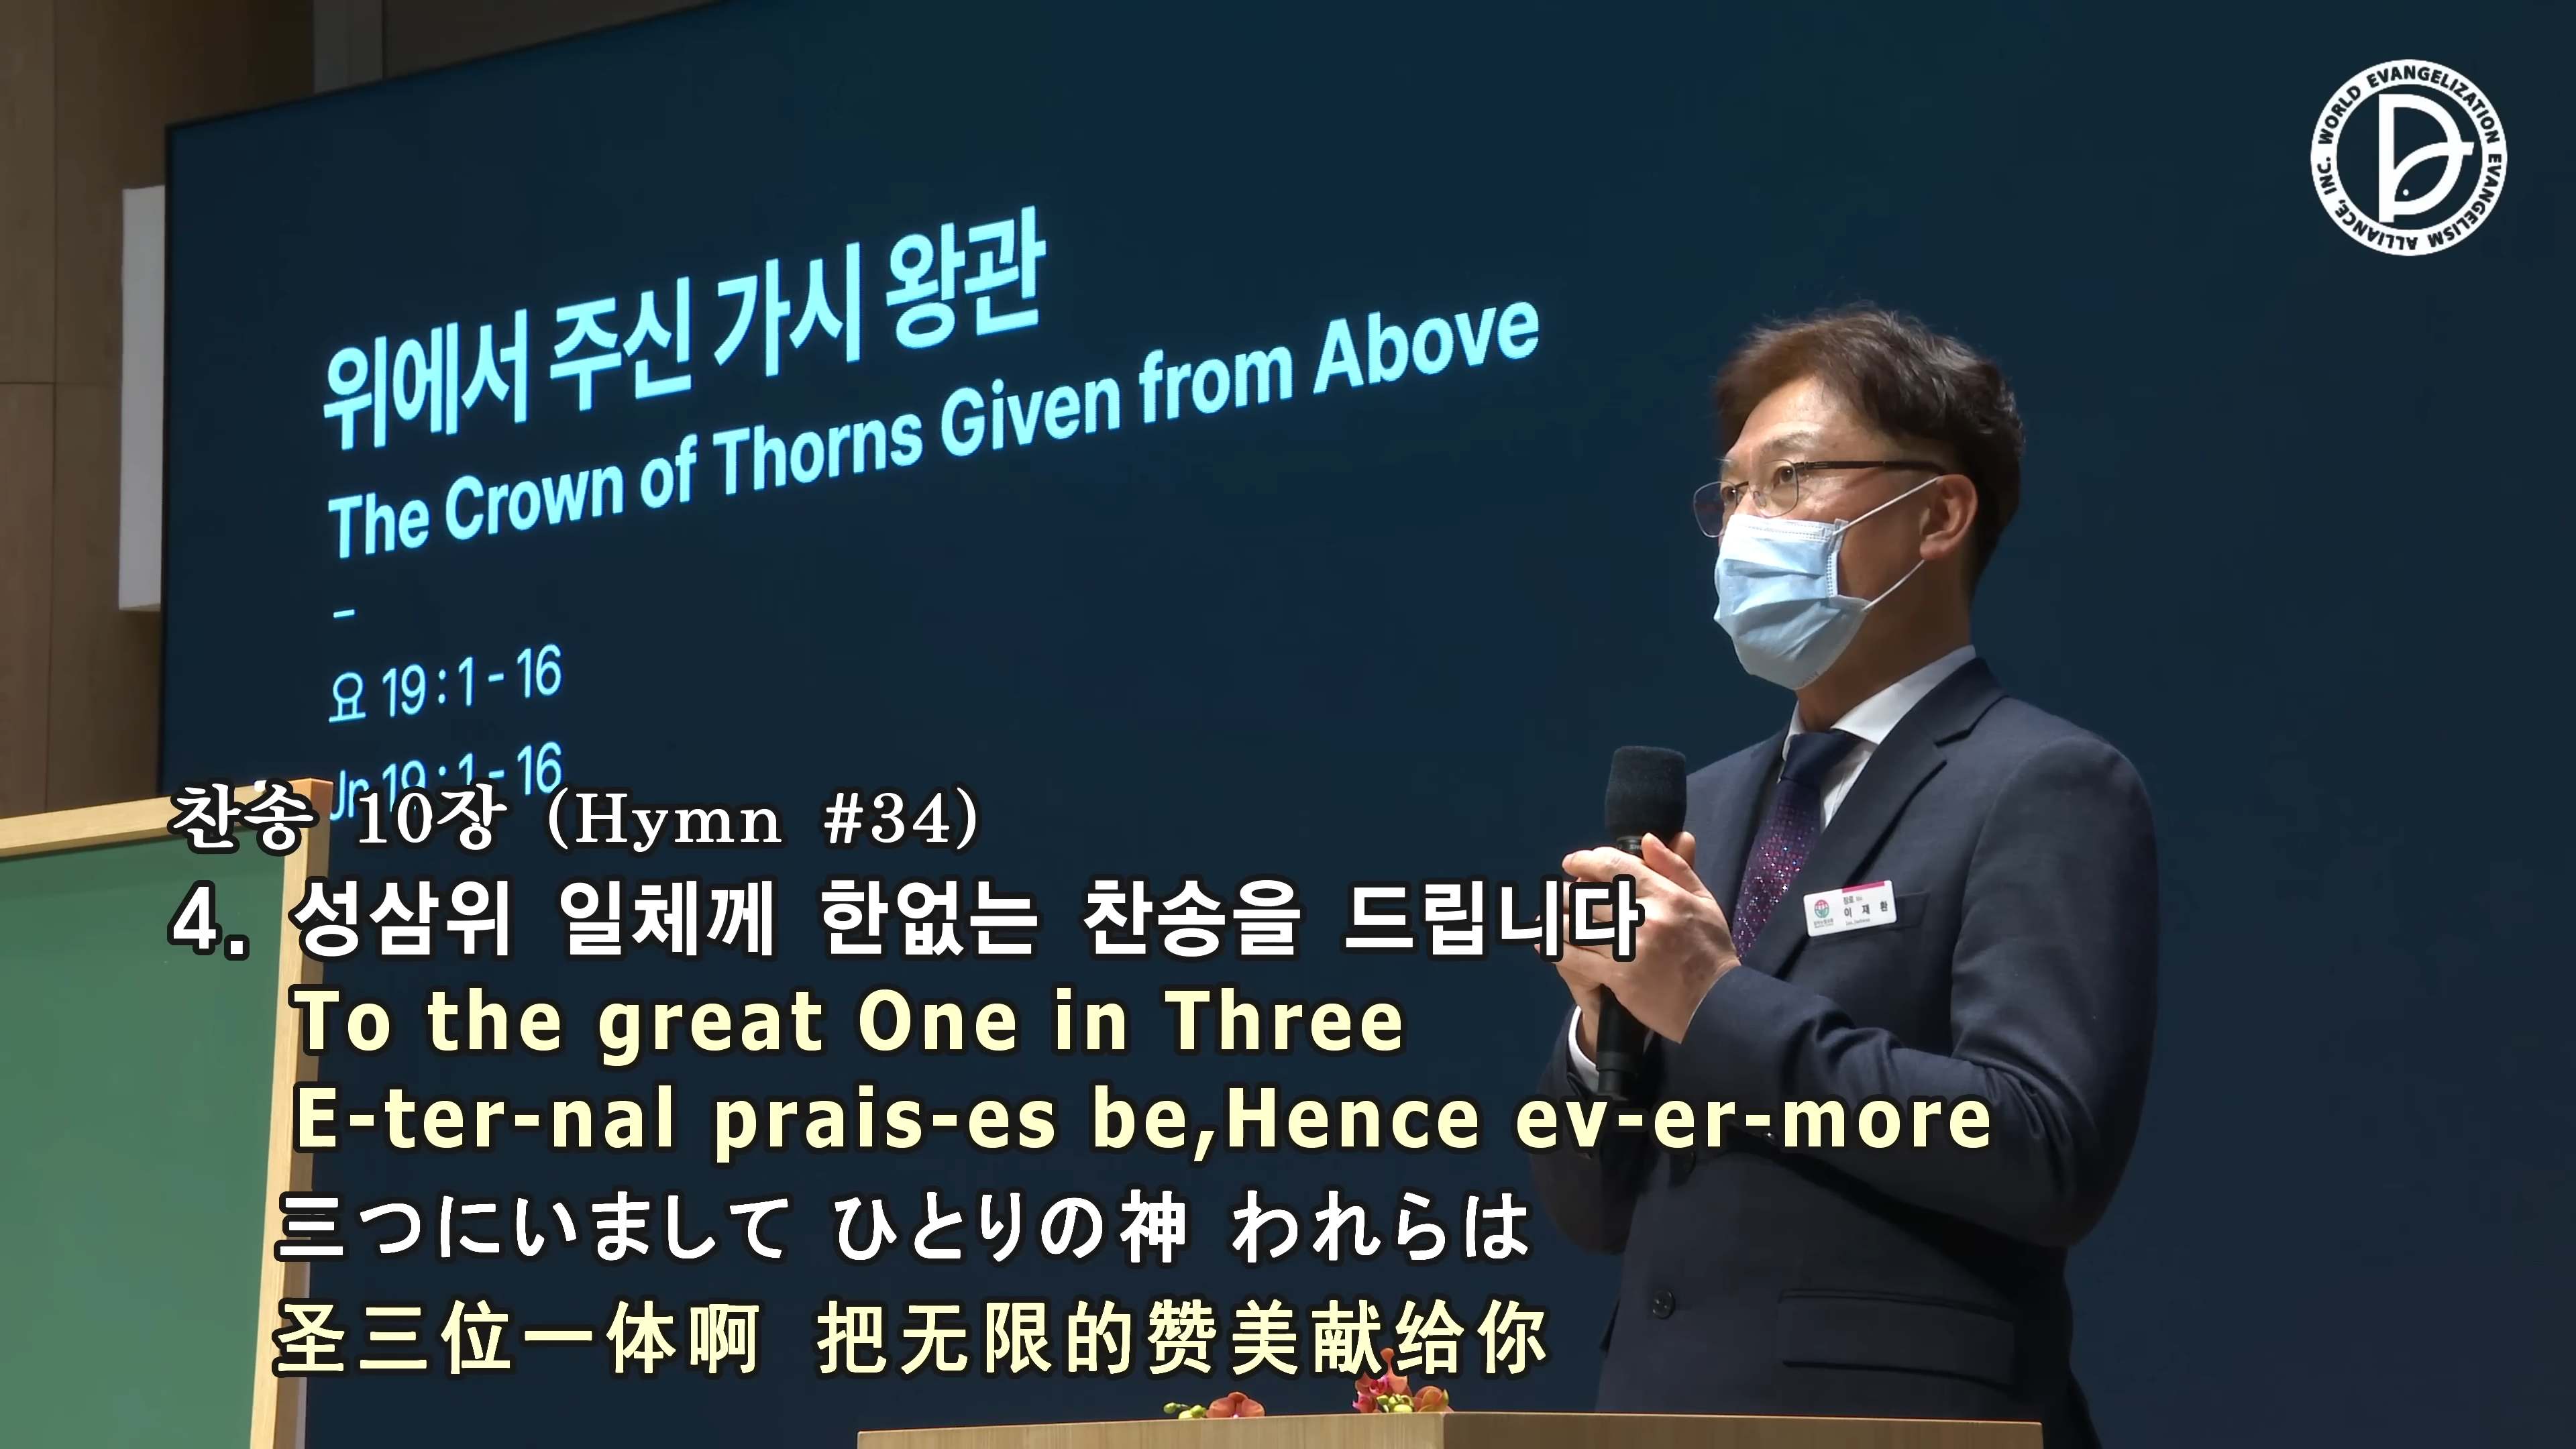 WORLD EVANGELIZATION EVANGELISM ALLIANCE, INC.
위에서 주신 가시 왕관
The Crown of Thorns Given from Above
–
요 19 : 1 - 16
Jn 19 : 1 - 16
찬송 10장 (Hymn #34)
4. 성삼위 일체께 한없는 찬송을 드립니다
To the great One in Three
E-ter-nal prais-es be,Hence ev-er-more
三つにいまして ひとりの神 われらは
圣三位一体啊 把无限的赞美献给你
이 재 환